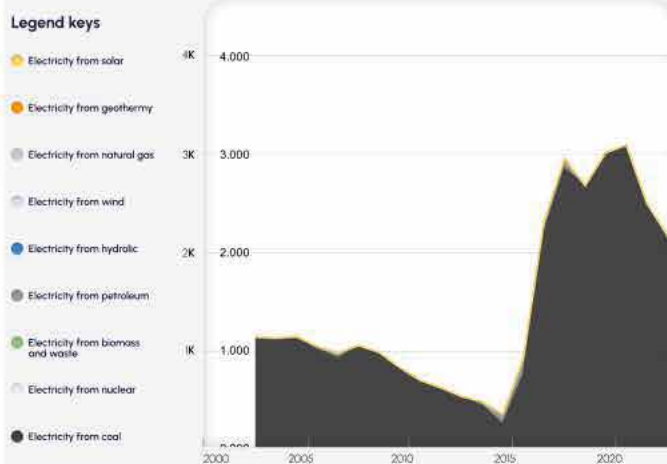 Legend keys
Electricity from solar
Electricity from geothermy
Electricity from natural gas
Electricity from wind
Electricity from hydrolic
Electricity from petroleum
Electricity from biomass
and waste
Electricity from nuclear
Electricity from coal
4K 4.000
3K 3.000
2K 2.000
1K 1.000
0.000
2000 2005 2010 2015 2020